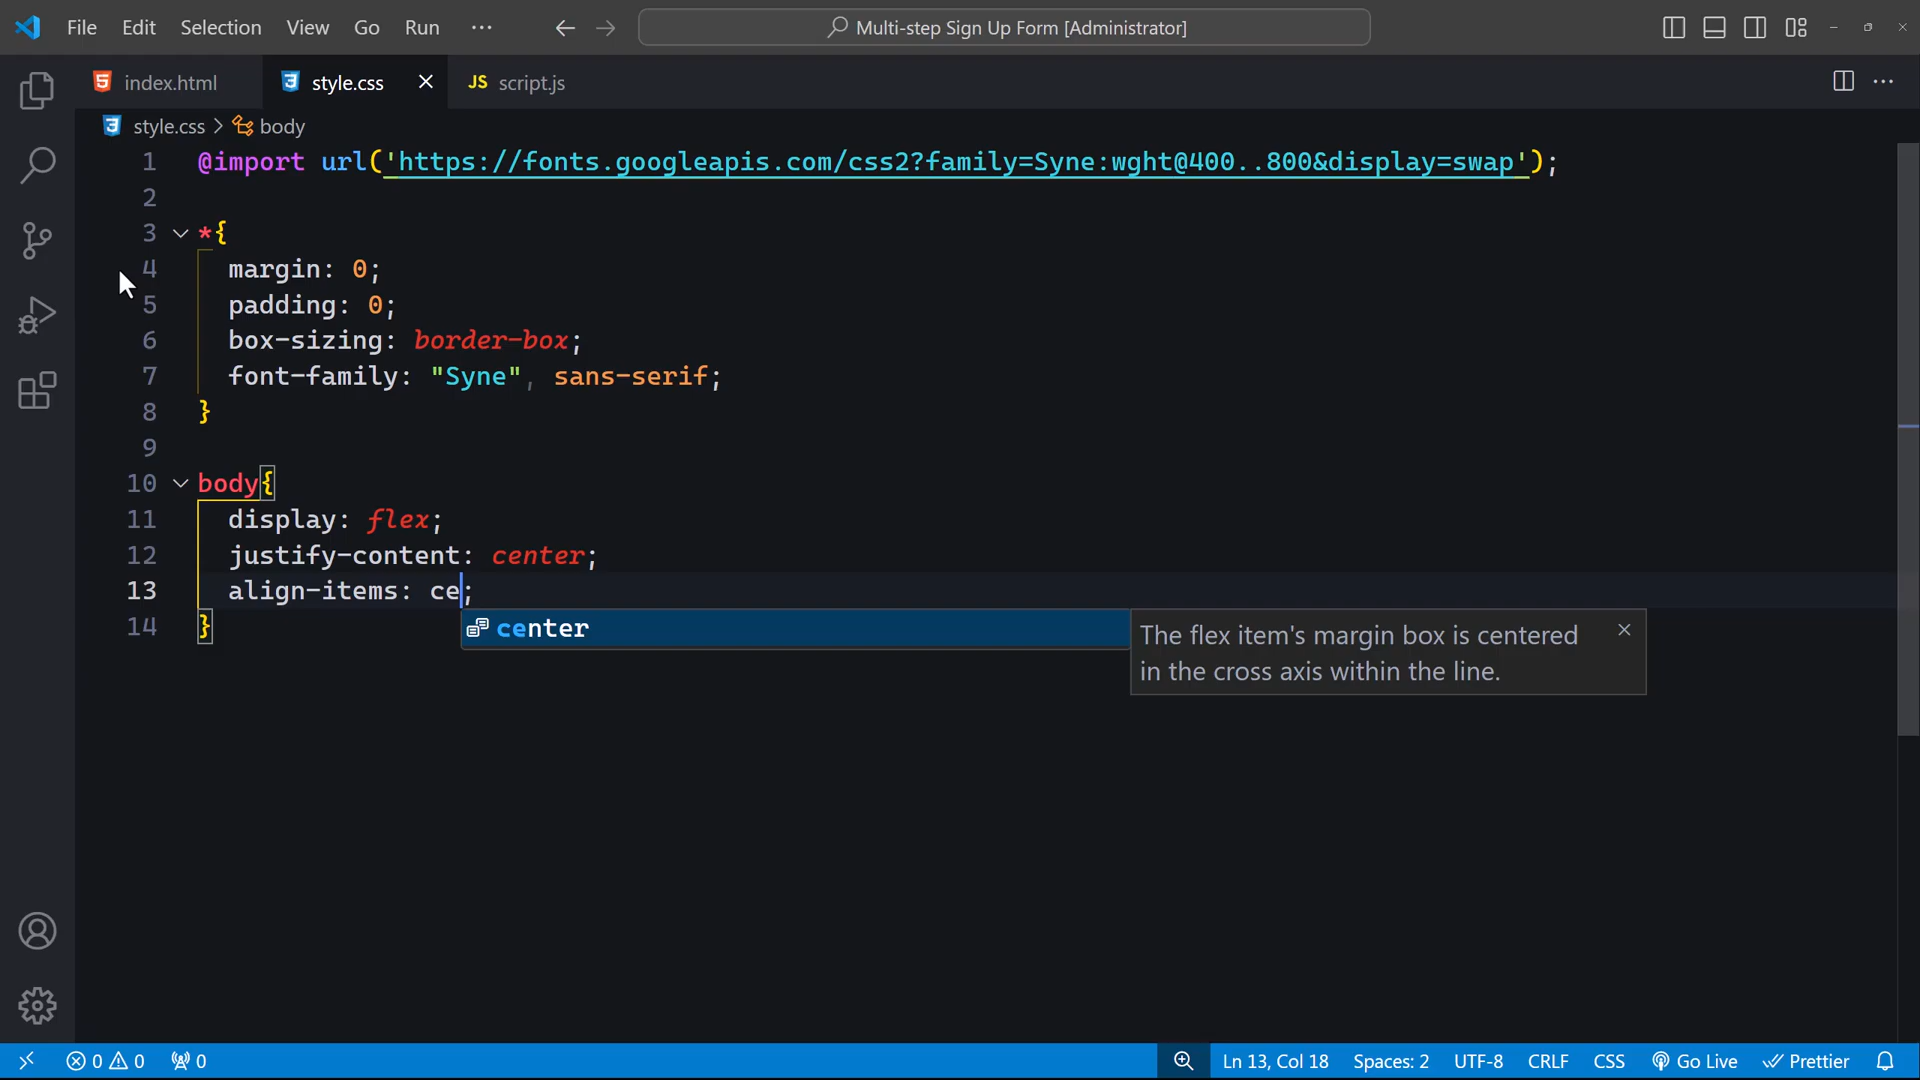 File Edit Selection View Go Run ··· Multi-step Sign Up Form [Administrator]
index.html style.css JS script.js
style.css > body
1 @import url('https://fonts.googleapis.com/css2?family=Syne:wght@400..800&display=swap');
2
3 *{
4 margin: 0;
5 padding: 0;
6 box-sizing: border-box;
7 font-family: "Syne", sans-serif;
8 }
9
10 body{
11 display: flex;
12 justify-content: center;
13 align-items: ce;
14 }
center
The flex item's margin box is centered
in the cross axis within the line.
0 0 0 Ln 13, Col 18 Spaces: 2 UTF-8 CRLF CSS Go Live Prettier